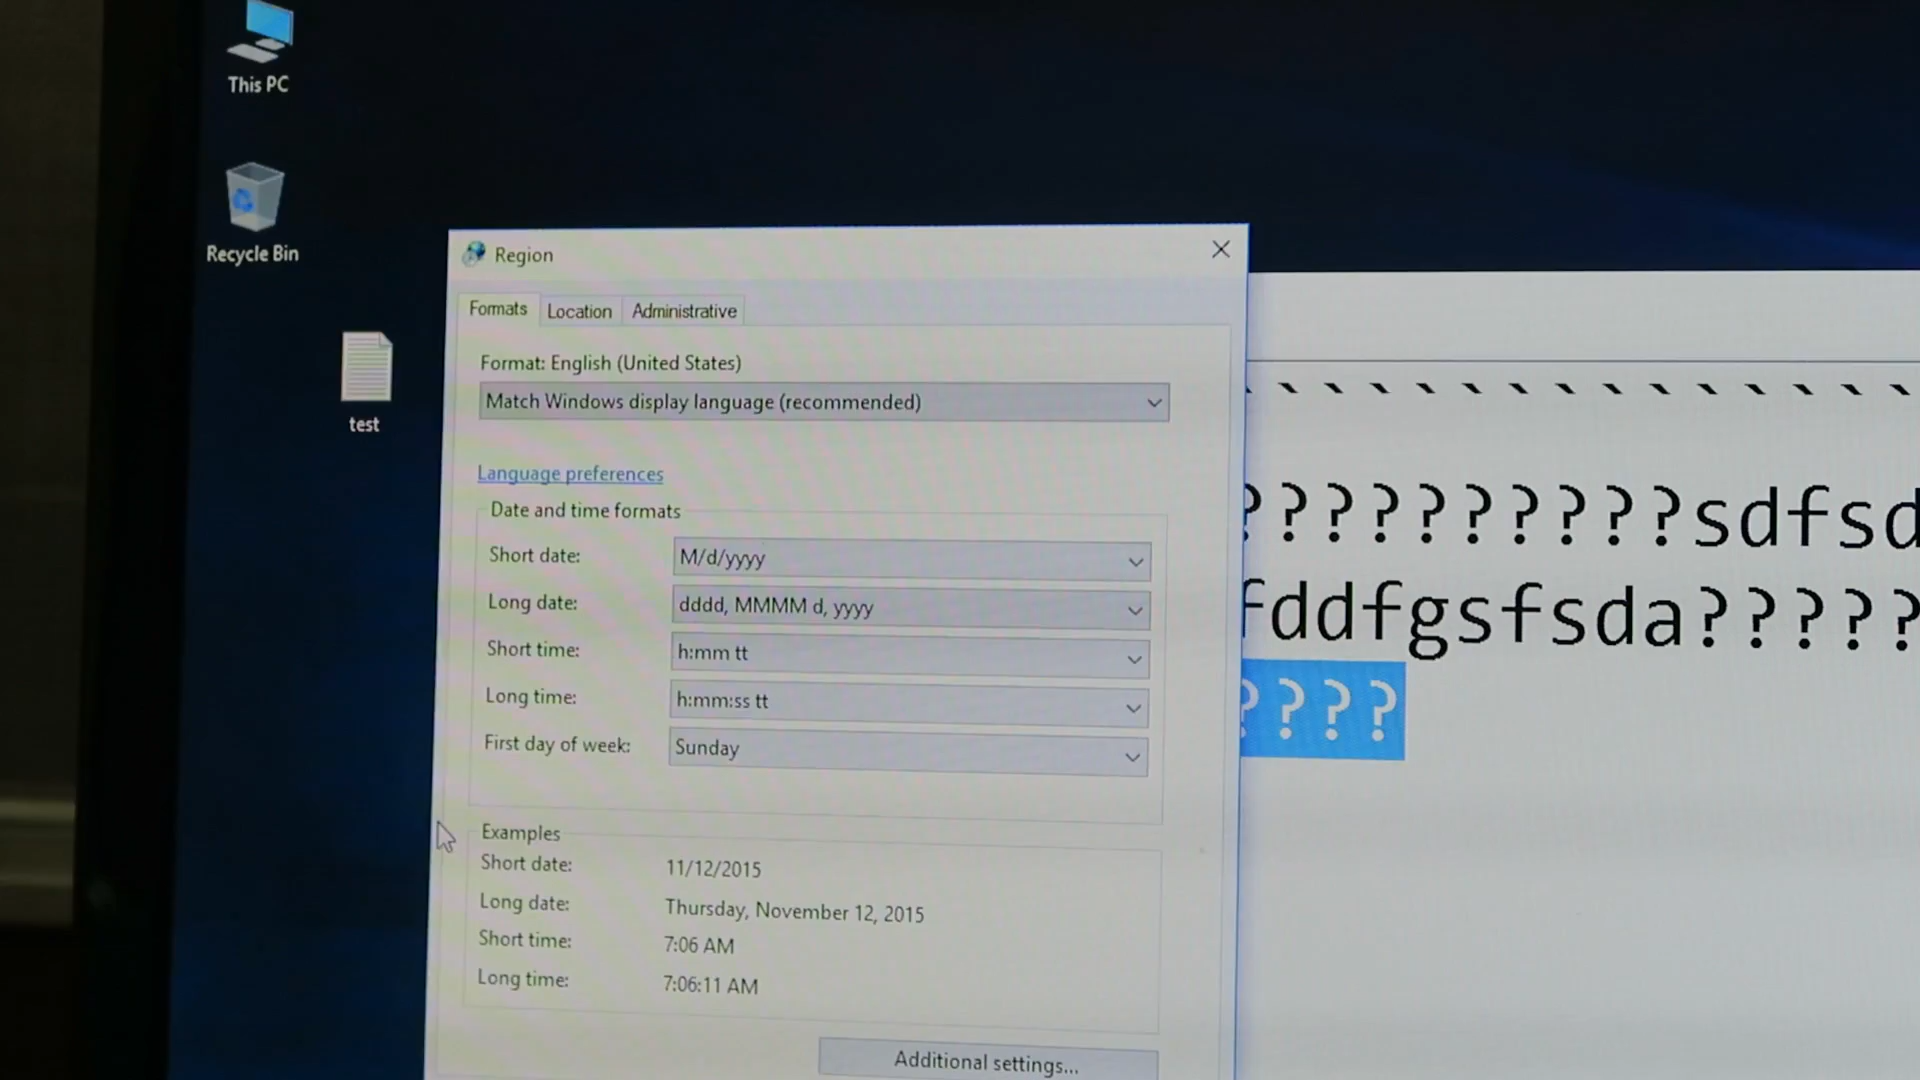 This PC
Recycle Bin
test
Region
Formats Location Administrative
Format: English (United States)
Match Windows display language (recommended)
Language preferences
Date and time formats
Short date: M/d/yyyy
Long date: dddd, MMMM d, yyyy
Short time: h:mm tt
Long time: h:mm:ss tt
First day of week: Sunday
Examples
Short date: 11/12/2015
Long date: Thursday, November 12, 2015
Short time: 7:06 AM
Long time: 7:06:11 AM
Additional settings...
??????????sdfsd
fddfgsfsda?????
????